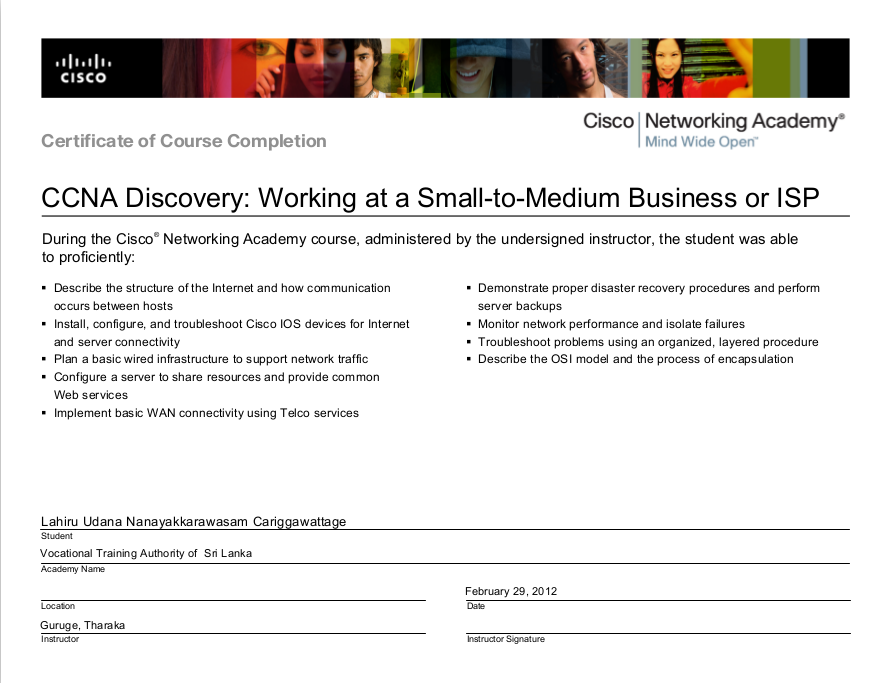 CISCO
Cisco Networking Academy®
Mind Wide Open™
Certificate of Course Completion
CCNA Discovery: Working at a Small-to-Medium Business or ISP
During the Cisco® Networking Academy course, administered by the undersigned instructor, the student was able
to proficiently:
▪ Describe the structure of the Internet and how communication
occurs between hosts
▪ Install, configure, and troubleshoot Cisco IOS devices for Internet
and server connectivity
▪ Plan a basic wired infrastructure to support network traffic
▪ Configure a server to share resources and provide common
Web services
▪ Implement basic WAN connectivity using Telco services
▪ Demonstrate proper disaster recovery procedures and perform
server backups
▪ Monitor network performance and isolate failures
▪ Troubleshoot problems using an organized, layered procedure
▪ Describe the OSI model and the process of encapsulation
Lahiru Udana Nanayakkarawasam Cariggawattage
Student
Vocational Training Authority of Sri Lanka
Academy Name
Location
February 29, 2012
Date
Guruge, Tharaka
Instructor
Instructor Signature